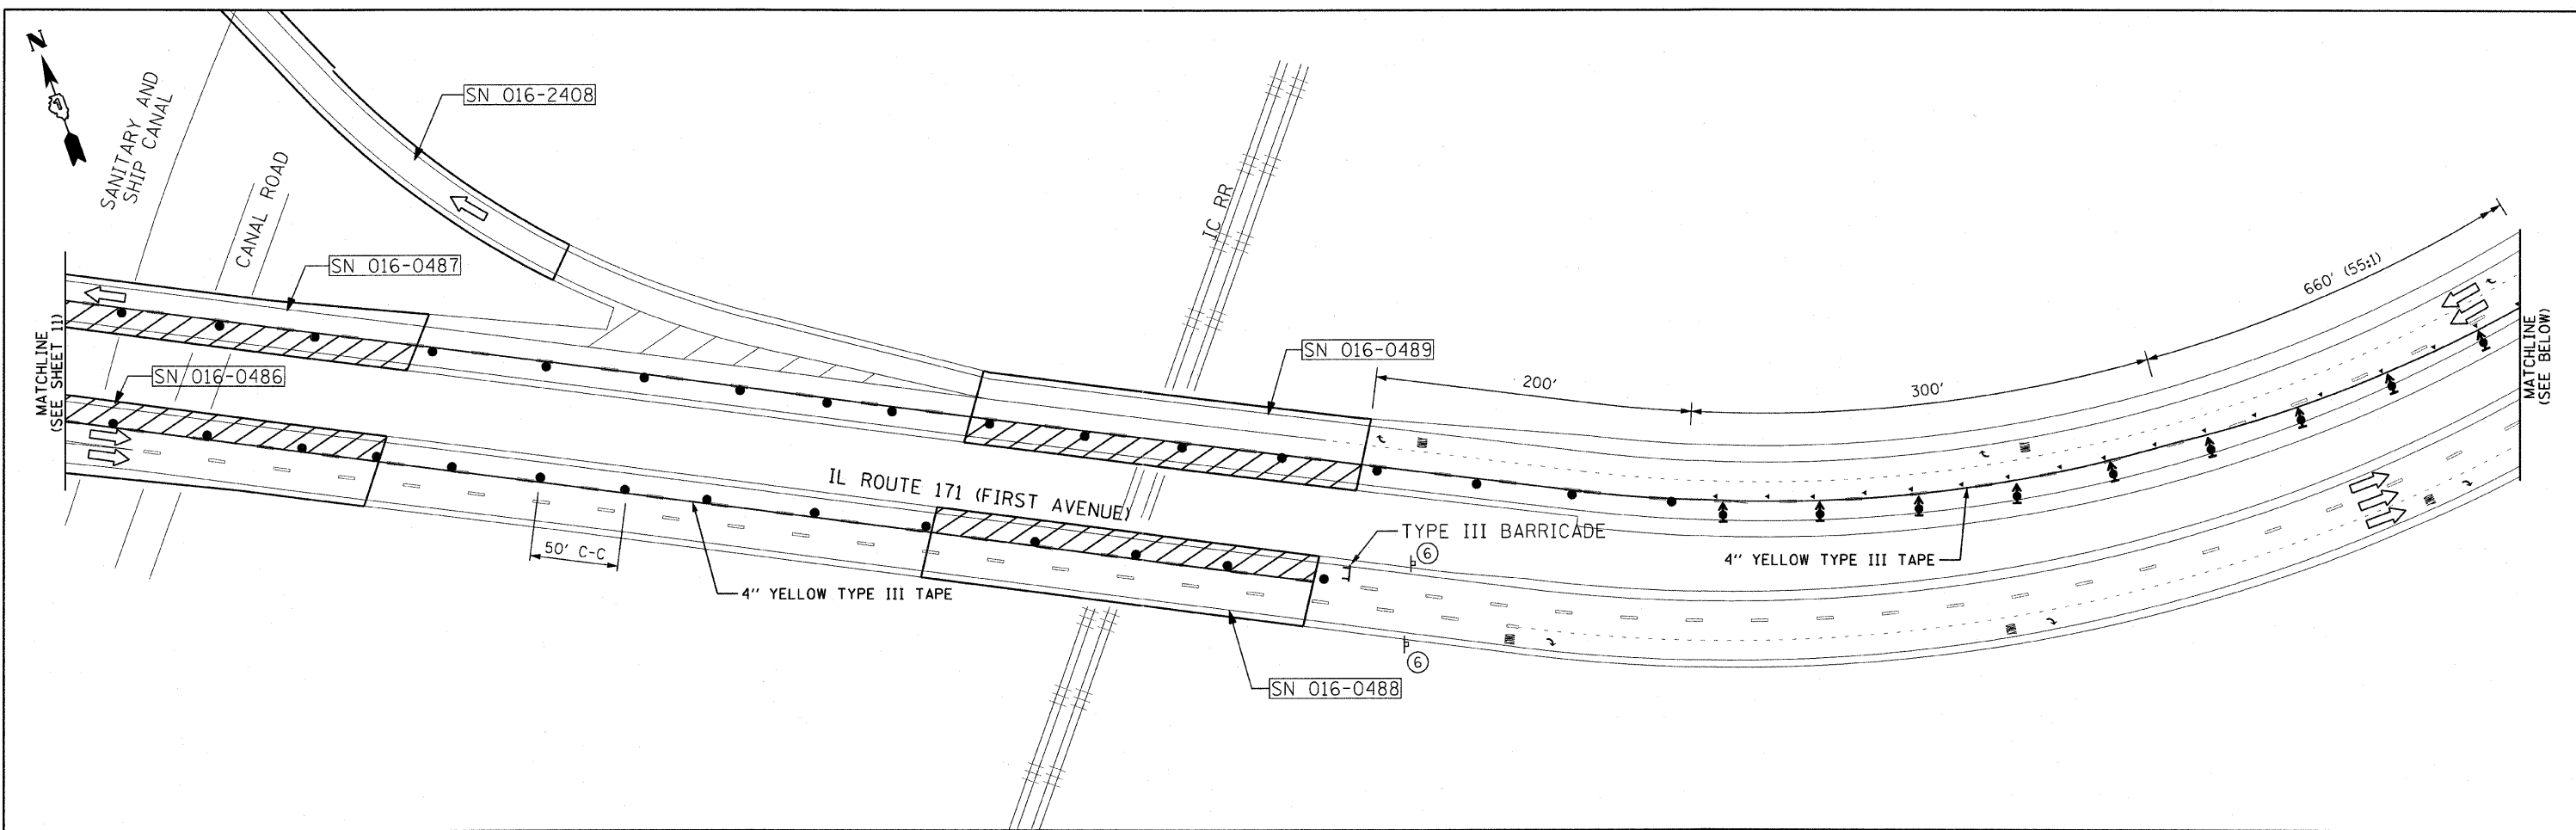 N
SANITARY AND
SHIP CANAL
CANAL ROAD
SN 016-2408
SN 016-0487
SN 016-0486
MATCHLINE
(SEE SHEET 11)
IC RR
SN 016-0489
200'
300'
660' (55:1)
MATCHLINE
(SEE BELOW)
IL ROUTE 171 (FIRST AVENUE)
TYPE III BARRICADE
6
4" YELLOW TYPE III TAPE
50' C-C
4" YELLOW TYPE III TAPE
6
SN 016-0488